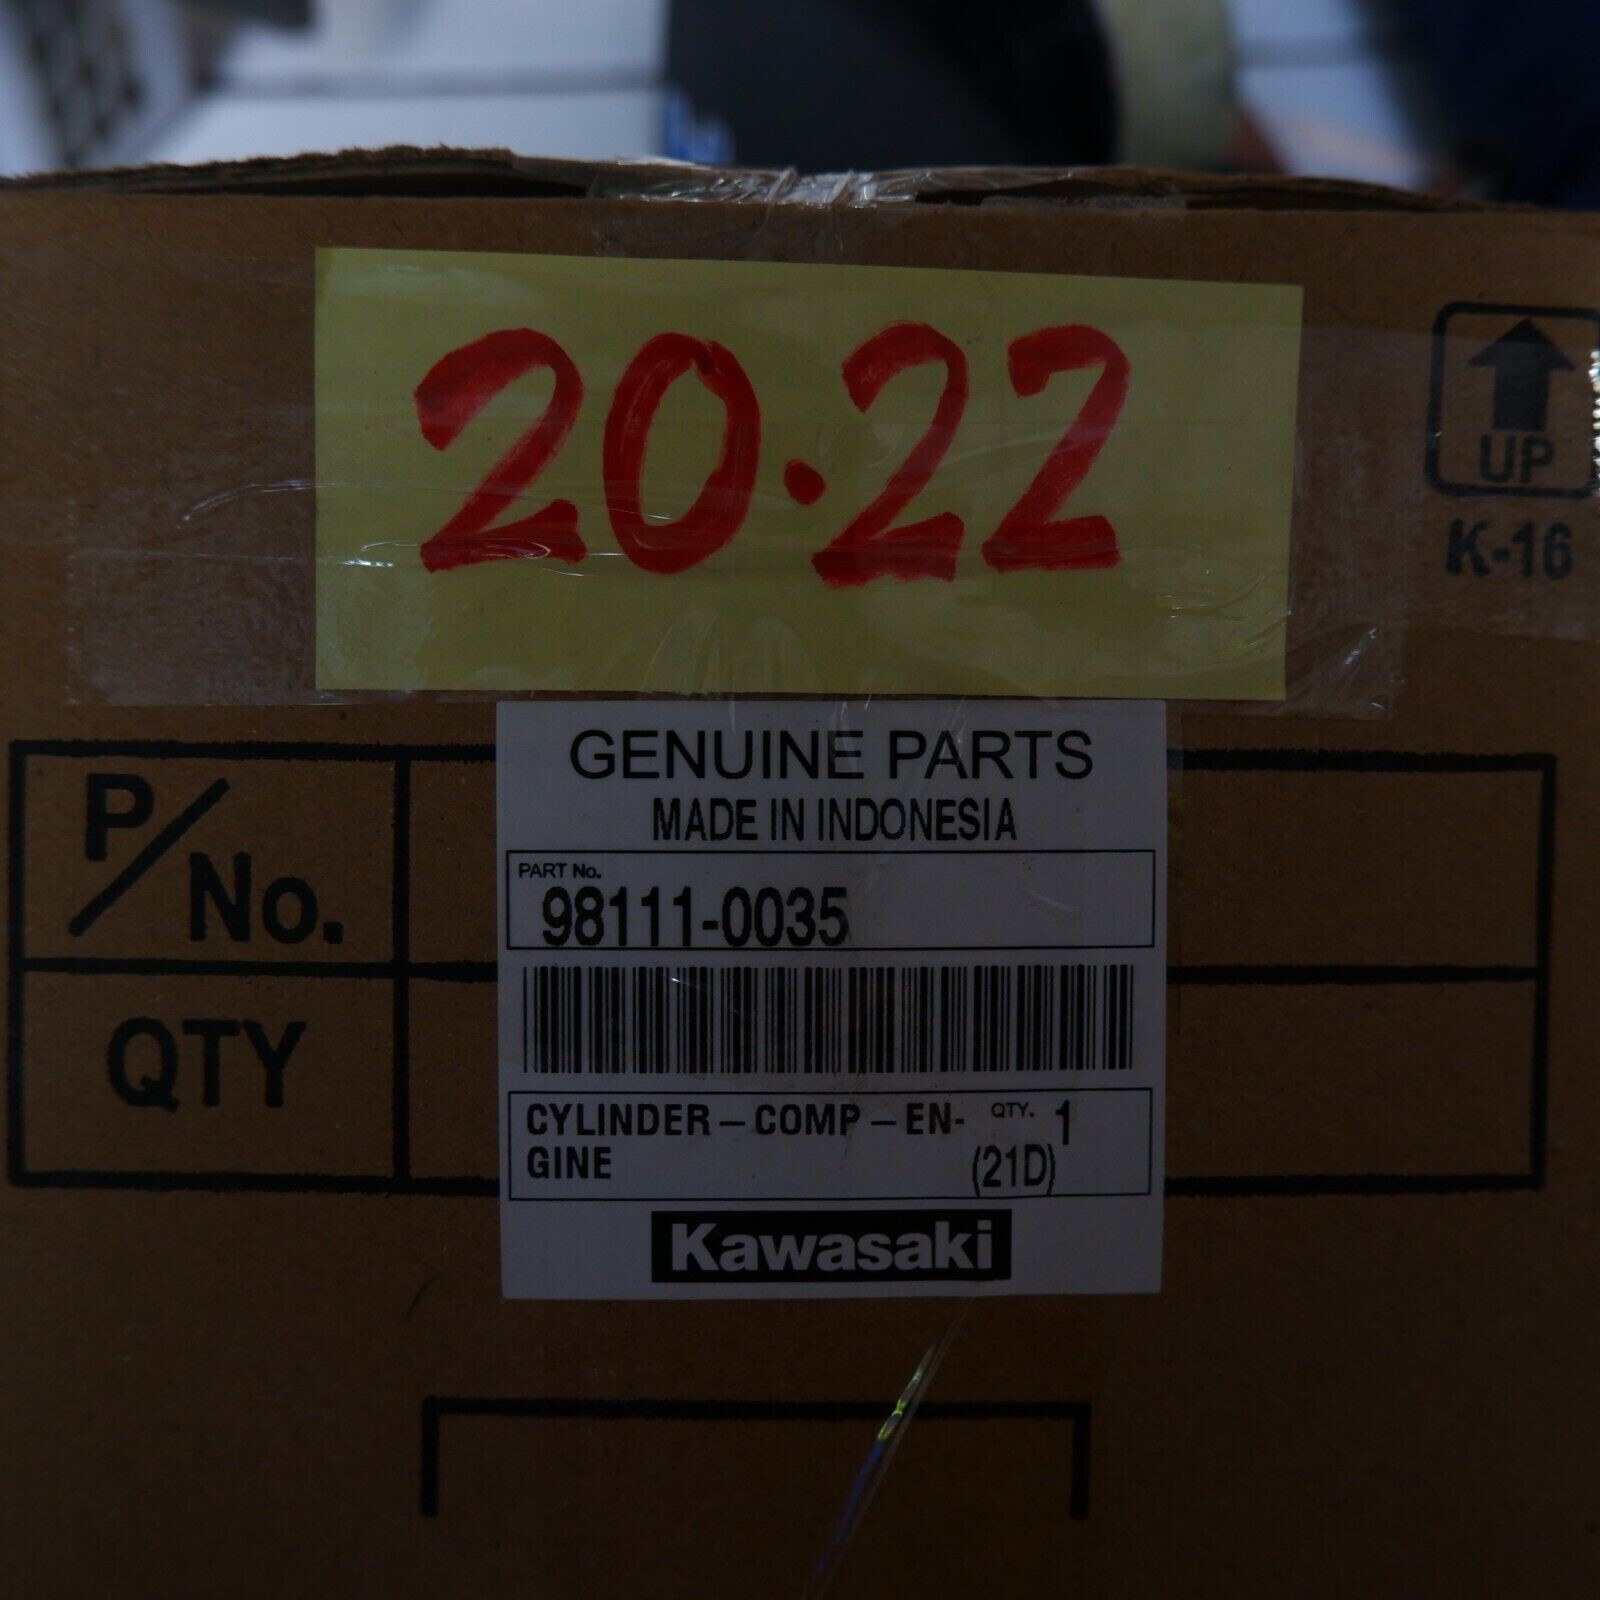 20.22
UP
K-16
GENUINE PARTS
MADE IN INDONESIA
P/No.
PART No.
98111-0035
QTY
CYLINDER-COMP-EN- QTY. 1
GINE (21D)
Kawasaki